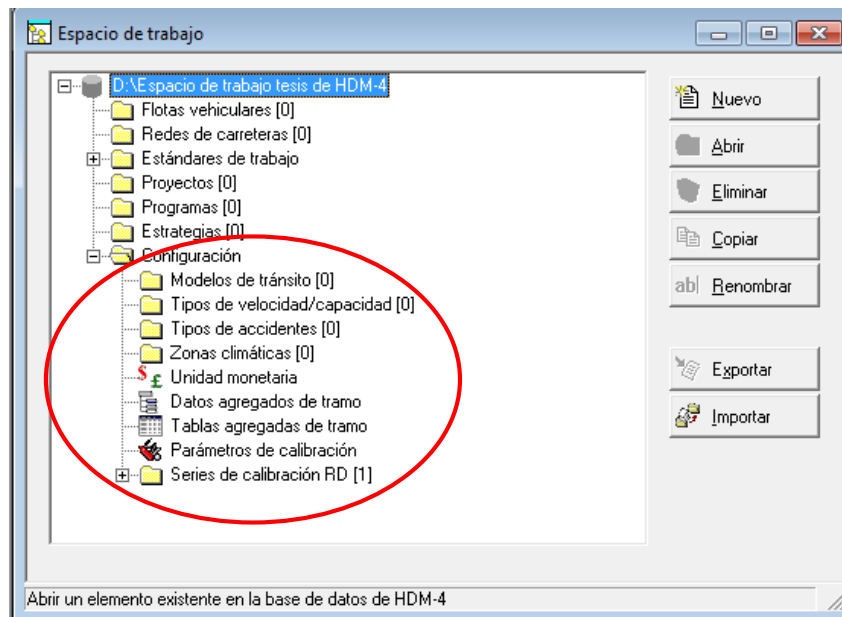 Espacio de trabajo
D:\Espacio de trabajo tesis de HDM-4
Flotas vehiculares [0]
Redes de carreteras [0]
Estándares de trabajo
Proyectos [0]
Programas [0]
Estrategias [0]
Configuración
Modelos de tránsito [0]
Tipos de velocidad/capacidad [0]
Tipos de accidentes [0]
Zonas climáticas [0]
Unidad monetaria
Datos agregados de tramo
Tablas agregadas de tramo
Parámetros de calibración
Series de calibración RD [1]
Nuevo
Abrir
Eliminar
Copiar
Renombrar
Exportar
Importar
Abrir un elemento existente en la base de datos de HDM-4